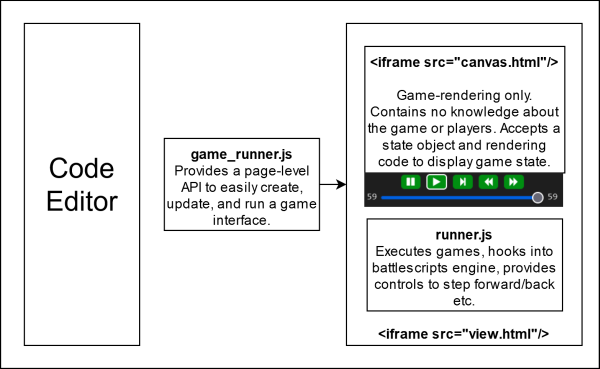 Code
Editor
game_runner.js
Provides a page-level
API to easily create,
update, and run a game
interface.
<iframe src="canvas.html"/>
Game-rendering only.
Contains no knowledge about
the game or players. Accepts a
state object and rendering
code to display game state.
59 59
runner.js
Executes games, hooks into
battlescripts engine, provides
controls to step forward/back
etc.
<iframe src="view.html"/>